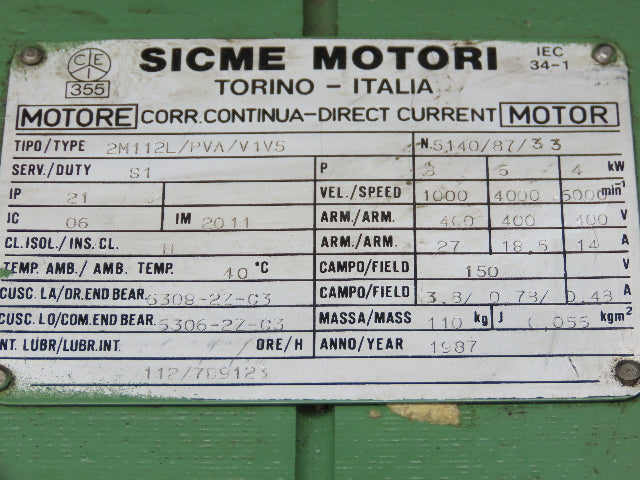 CEI
355
SICME MOTORI
IEC
34-1
TORINO - ITALIA
MOTORE CORR.CONTINUA-DIRECT CURRENT MOTOR
TIPO/TYPE 2M112L/PVA/V1V5 N.5140/87/33
SERV./DUTY S1 P 8 6 4 kW
IP 21 VEL./SPEED 1000 4000 6000 min-1
IC 06 IM 2011 ARM./ARM. 400 400 400 V
CL.ISOL./INS.CL. H ARM./ARM. 27 18,5 14 A
TEMP. AMB./ AMB. TEMP. 40 °C CAMPO/FIELD 150 V
CUSC. LA/DR.END BEAR. 6308-2Z-C3 CAMPO/FIELD 3,8/ 0,78/ 0,48 A
CUSC. LO/COM.END BEAR. 6306-2Z-C3 MASSA/MASS 110 kg J 0,055 kgm²
INT. LUBR/LUBR.INT. ORE/H ANNO/YEAR 1987
112/789123